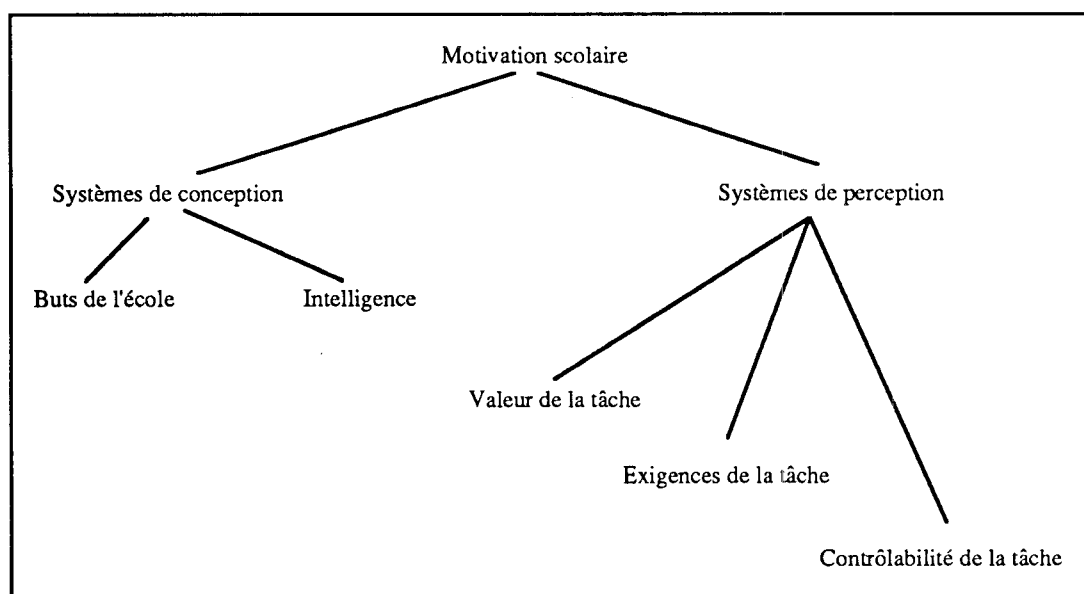 Motivation scolaire
Systèmes de conception
Systèmes de perception
Buts de l'école
Intelligence
Valeur de la tâche
Exigences de la tâche
Contrôlabilité de la tâche